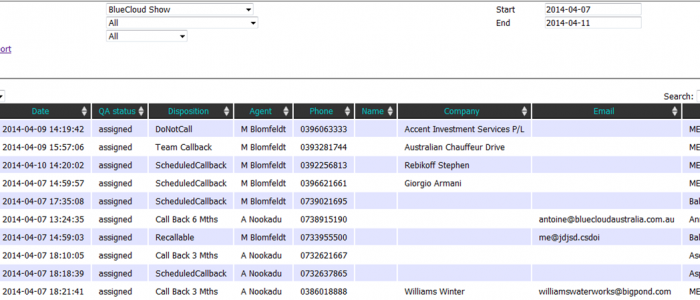 BlueCloud Show Start 2014-04-07
All End 2014-04-11
All
ort
Search:
Date QA status Disposition Agent Phone Name Company Email
2014-04-09 14:19:42 assigned DoNotCall M Blomfeldt 0396063333 Accent Investment Services P/L ME
2014-04-09 15:57:06 assigned Team Callback M Blomfeldt 0393281744 Australian Chauffeur Drive ME
2014-04-10 14:20:02 assigned ScheduledCallback M Blomfeldt 0392256813 Rebikoff Stephen ME
2014-04-07 14:59:57 assigned ScheduledCallback M Blomfeldt 0396621661 Giorgio Armani ME
2014-04-07 17:35:08 assigned ScheduledCallback M Blomfeldt 0739021695 Bal
2014-04-07 13:24:35 assigned Call Back 6 Mths A Nookadu 0738915190 antoine@bluecloudaustralia.com.au Ann
2014-04-07 14:59:03 assigned Recallable M Blomfeldt 0733955500 me@jdjsd.csdoi Bal
2014-04-07 18:10:05 assigned Call Back 3 Mths A Nookadu 0732621667 Asc
2014-04-07 18:18:39 assigned ScheduledCallback A Nookadu 0732637865 Asp
2014-04-07 18:21:41 assigned Call Back 3 Mths A Nookadu 0386018888 Williams Winter williamswaterworks@bigpond.com ME